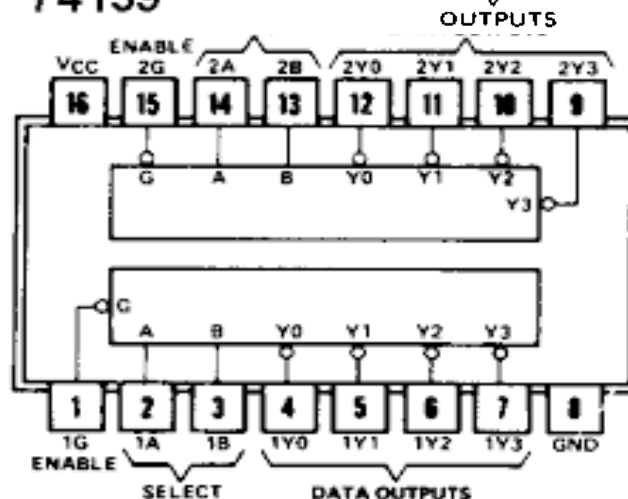 74139
OUTPUTS
ENABLE
VCC 2G 2A 2B 2Y0 2Y1 2Y2 2Y3
16 15 14 13 12 11 10 9
G A B Y0 Y1 Y2
Y3
G
A B Y0 Y1 Y2 Y3
1 2 3 4 5 6 7 8
1G 1A 1B 1Y0 1Y1 1Y2 1Y3 GND
ENABLE
SELECT DATA OUTPUTS